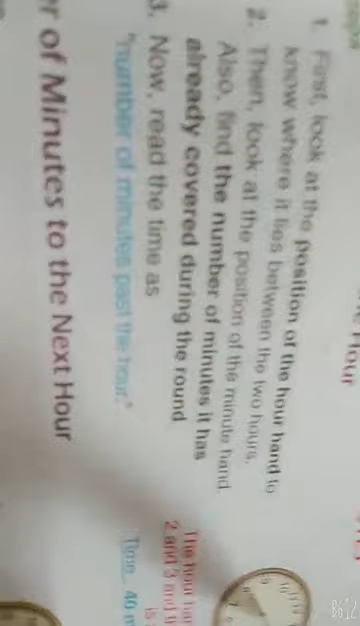 Steps
Hour
1. First, look at the position of the hour hand to
know where it lies between the two hours.
2. Then, look at the position of the minute hand.
Also, find the number of minutes it has
already covered during the round
3. Now, read the time as
"number of minutes past the hour."
r of Minutes to the Next Hour
The hour han
2 and 3 and t
is
Time 40 m
B612